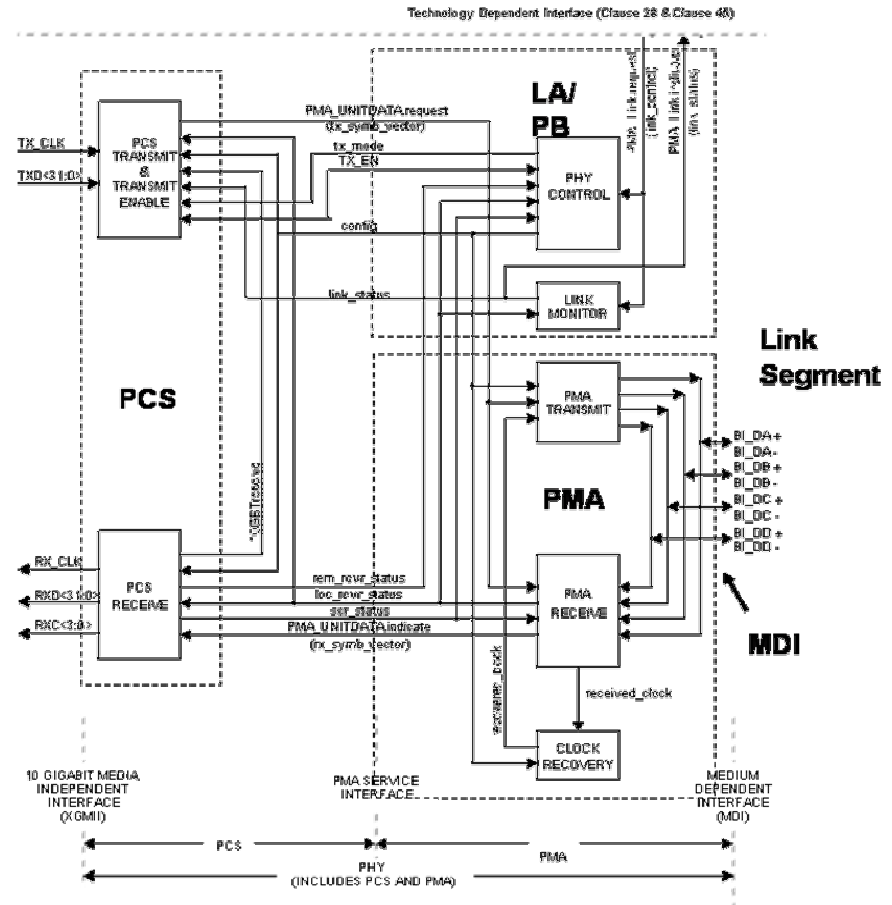 Technology Dependent Interface (Clause 28 & Clause 48)
LA/
PB
PMA_UNITDATA.request
(tx_symb_vector)
TX_CLK
TXD<31:0>
PCS
TRANSMIT
&
TRANSMIT
ENABLE
tx_mode
TX_EN
config
link_status
PHY
CONTROL
LINK
MONITOR
(link_control)
(link_status)
Link
Segment
PCS
PMA
TRANSMIT
PMA
BI_DA+
BI_DA-
BI_DB+
BI_DB-
BI_DC+
BI_DC-
BI_DD+
BI_DD-
RX_CLK
RXD<31:0>
RXC<3:0>
PCS
RECEIVE
rem_rcvr_status
loc_rcvr_status
scr_status
PMA_UNITDATA.indicate
(rx_symb_vector)
PMA
RECEIVE
MDI
received_clock
recovered_clock
CLOCK
RECOVERY
10 GIGABIT MEDIA
INDEPENDENT
INTERFACE
(XGMII)
PMA SERVICE
INTERFACE
MEDIUM
DEPENDENT
INTERFACE
(MDI)
PCS
PMA
PHY
(INCLUDES PCS AND PMA)